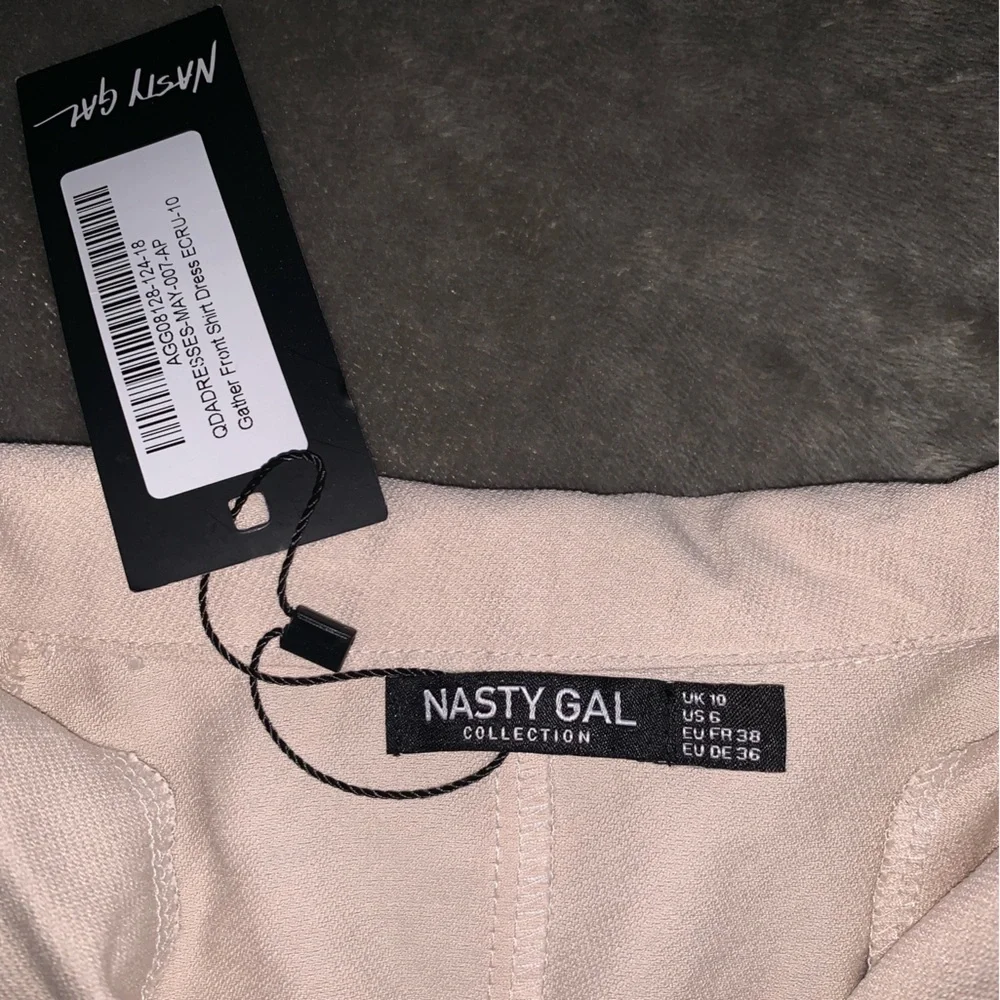 NASTY GAL
AGG08128-124-18
QDADRESSES-MAY-007-AP
Gather Front Shirt Dress ECRU-10
NASTY GAL
COLLECTION
UK 10
US 6
EU FR 38
EU DE 36